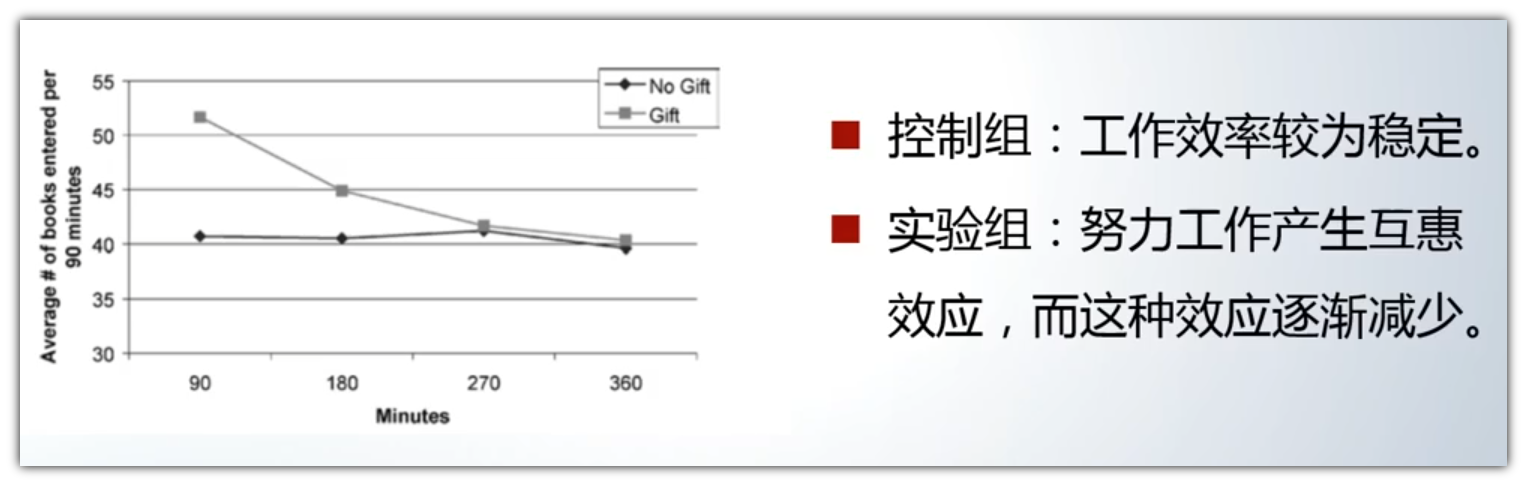 Average # of books entered per
90 minutes
55
50
45
40
35
30
90 180 270 360
Minutes
No Gift
Gift
控制组：工作效率较为稳定。
实验组：努力工作产生互惠
效应，而这种效应逐渐减少。